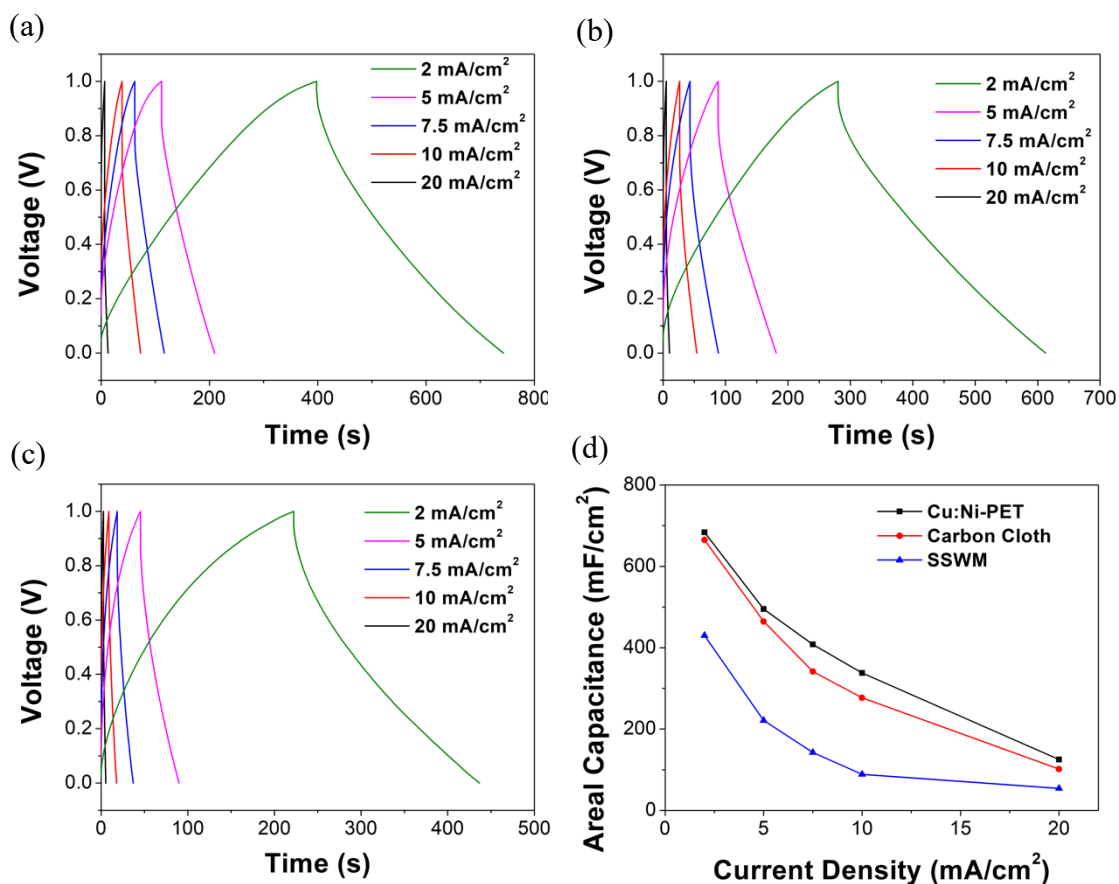 (a)
1.0
0.8
0.6
0.4
0.2
0.0
Voltage (V)
2 mA/cm²
5 mA/cm²
7.5 mA/cm²
10 mA/cm²
20 mA/cm²
0 200 400 600 800
Time (s)
(b)
1.0
0.8
0.6
0.4
0.2
0.0
Voltage (V)
2 mA/cm²
5 mA/cm²
7.5 mA/cm²
10 mA/cm²
20 mA/cm²
0 100 200 300 400 500 600 700
Time (s)
(c)
1.0
0.8
0.6
0.4
0.2
0.0
Voltage (V)
2 mA/cm²
5 mA/cm²
7.5 mA/cm²
10 mA/cm²
20 mA/cm²
0 100 200 300 400 500
Time (s)
(d)
800
600
400
200
0
Areal Capacitance (mF/cm²)
Cu:Ni-PET
Carbon Cloth
SSWM
5 10 15 20
Current Density (mA/cm²)